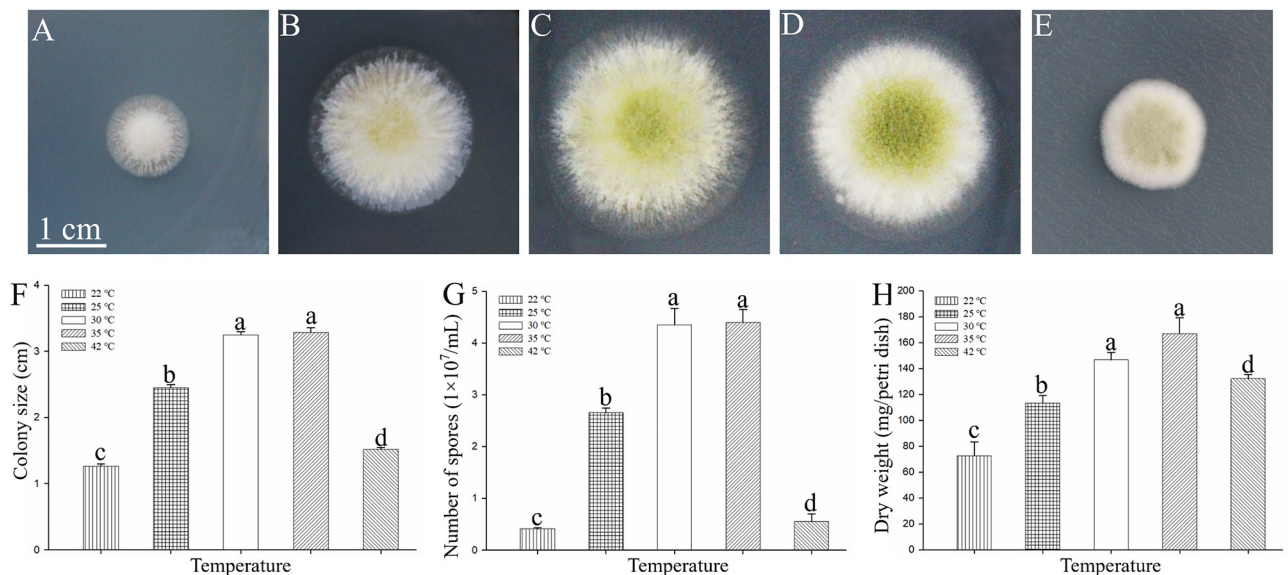 A
B
C
D
E
1 cm
F
Colony size (cm)
4
3
2
1
0
22 °C
25 °C
30 °C
35 °C
42 °C
c
b
a
a
d
Temperature
G
Number of spores (1×10⁷/mL)
5
4
3
2
1
0
22 °C
25 °C
30 °C
35 °C
42 °C
c
b
a
a
d
Temperature
H
Dry weight (mg/petri dish)
200
180
160
140
120
100
80
60
40
20
0
22 °C
25 °C
30 °C
35 °C
42 °C
c
b
a
a
d
Temperature